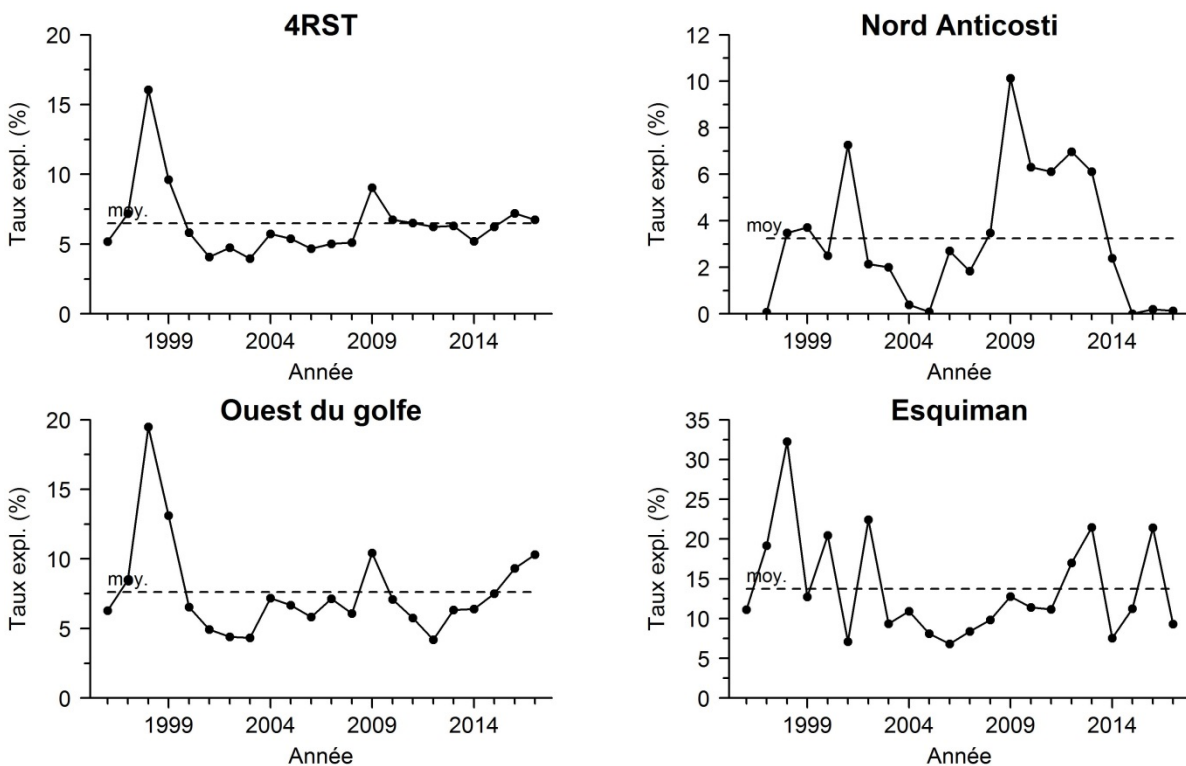 4RST
Taux expl. (%)
20
15
10
5
0
moy.
1999 2004 2009 2014
Année
Nord Anticosti
Taux expl. (%)
12
10
8
6
4
2
0
moy.
1999 2004 2009 2014
Année
Ouest du golfe
Taux expl. (%)
20
15
10
5
0
moy.
1999 2004 2009 2014
Année
Esquiman
Taux expl. (%)
35
30
25
20
15
10
5
0
moy.
1999 2004 2009 2014
Année